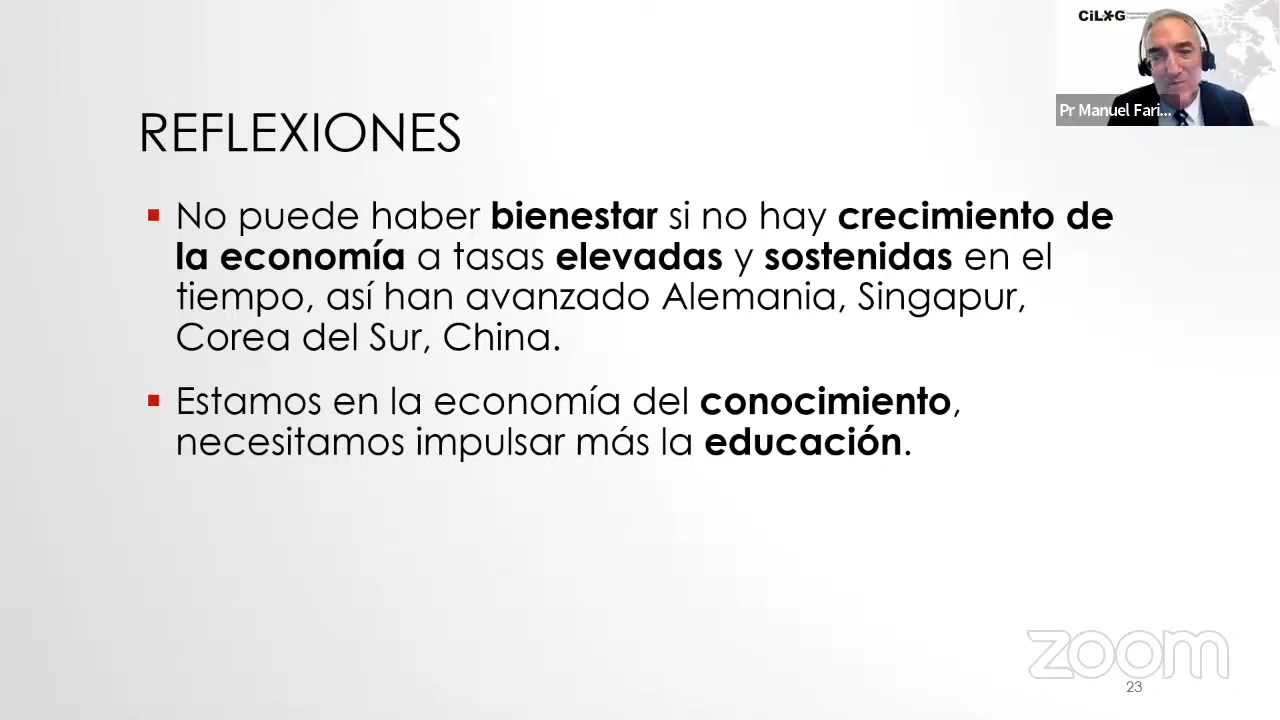 CiLOG
Pr Manuel Fari...
REFLEXIONES
No puede haber bienestar si no hay crecimiento de
la economía a tasas elevadas y sostenidas en el
tiempo, así han avanzado Alemania, Singapur,
Corea del Sur, China.
Estamos en la economía del conocimiento,
necesitamos impulsar más la educación.
zoom
23